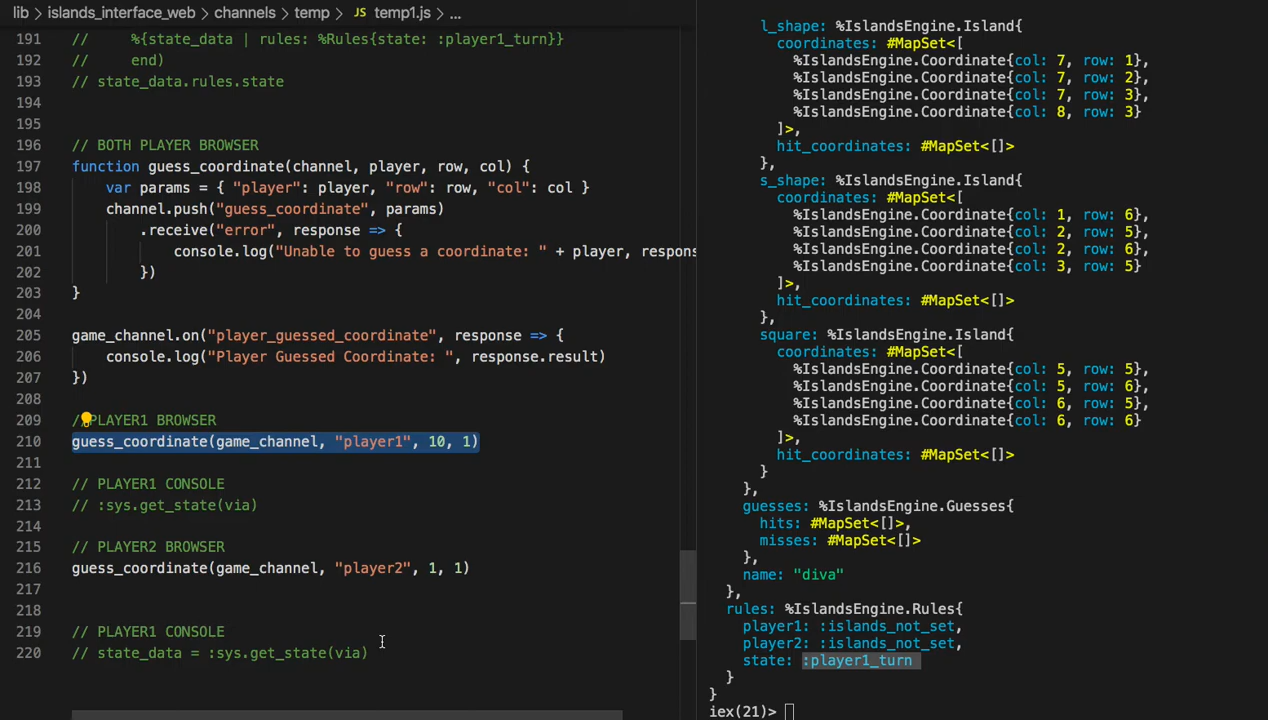 lib › islands_interface_web › channels › temp › JS temp1.js › ...
191 //     %{state_data | rules: %Rules{state: :player1_turn}}
192 //     end)
193 // state_data.rules.state
194
195
196 // BOTH PLAYER BROWSER
197 function guess_coordinate(channel, player, row, col) {
198     var params = { "player": player, "row": row, "col": col }
199     channel.push("guess_coordinate", params)
200         .receive("error", response => {
201             console.log("Unable to guess a coordinate: " + player, respons
202         })
203 }
204
205 game_channel.on("player_guessed_coordinate", response => {
206     console.log("Player Guessed Coordinate: ", response.result)
207 })
208
209 / PLAYER1 BROWSER
210 guess_coordinate(game_channel, "player1", 10, 1)
211
212 // PLAYER1 CONSOLE
213 // :sys.get_state(via)
214
215 // PLAYER2 BROWSER
216 guess_coordinate(game_channel, "player2", 1, 1)
217
218
219 // PLAYER1 CONSOLE
220 // state_data = :sys.get_state(via)
l_shape: %IslandsEngine.Island{
coordinates: #MapSet<[
%IslandsEngine.Coordinate{col: 7, row: 1},
%IslandsEngine.Coordinate{col: 7, row: 2},
%IslandsEngine.Coordinate{col: 7, row: 3},
%IslandsEngine.Coordinate{col: 8, row: 3}
]>,
hit_coordinates: #MapSet<[]>
},
s_shape: %IslandsEngine.Island{
coordinates: #MapSet<[
%IslandsEngine.Coordinate{col: 1, row: 6},
%IslandsEngine.Coordinate{col: 2, row: 5},
%IslandsEngine.Coordinate{col: 2, row: 6},
%IslandsEngine.Coordinate{col: 3, row: 5}
]>,
hit_coordinates: #MapSet<[]>
},
square: %IslandsEngine.Island{
coordinates: #MapSet<[
%IslandsEngine.Coordinate{col: 5, row: 5},
%IslandsEngine.Coordinate{col: 5, row: 6},
%IslandsEngine.Coordinate{col: 6, row: 5},
%IslandsEngine.Coordinate{col: 6, row: 6}
]>,
hit_coordinates: #MapSet<[]>
}
},
guesses: %IslandsEngine.Guesses{
hits: #MapSet<[]>,
misses: #MapSet<[]>
},
name: "diva"
},
rules: %IslandsEngine.Rules{
player1: :islands_not_set,
player2: :islands_not_set,
state: :player1_turn
}
}
iex(21)>